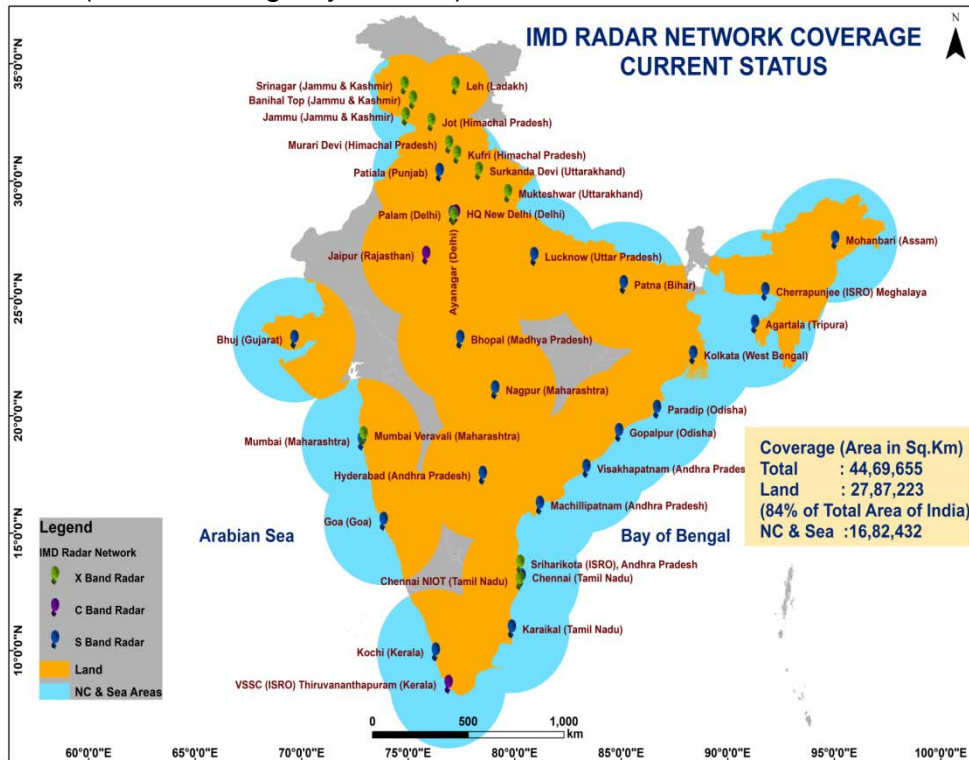 IMD RADAR NETWORK COVERAGE
CURRENT STATUS
N
35°0'0"N
30°0'0"N
25°0'0"N
20°0'0"N
15°0'0"N
10°0'0"N
Srinagar (Jammu & Kashmir)
Leh (Ladakh)
Banihal Top (Jammu & Kashmir)
Jammu (Jammu & Kashmir)
Jot (Himachal Pradesh)
Murari Devi (Himachal Pradesh)
Kufri (Himachal Pradesh)
Patiala (Punjab)
Surkanda Devi (Uttarakhand)
Mukteshwar (Uttarakhand)
Palam (Delhi)
HQ New Delhi (Delhi)
Ayanagar (Delhi)
Mohanbari (Assam)
Jaipur (Rajasthan)
Lucknow (Uttar Pradesh)
Patna (Bihar)
Cherrapunjee (ISRO) Meghalaya
Agartala (Tripura)
Bhuj (Gujarat)
Bhopal (Madhya Pradesh)
Kolkata (West Bengal)
Nagpur (Maharashtra)
Paradip (Odisha)
Mumbai (Maharashtra)
Mumbai Veravali (Maharashtra)
Gopalpur (Odisha)
Hyderabad (Andhra Pradesh)
Visakhapatnam (Andhra Prades
Machillipatnam (Andhra Pradesh)
Goa (Goa)
Arabian Sea
Bay of Bengal
Sriharikota (ISRO), Andhra Pradesh
Chennai NIOT (Tamil Nadu)
Chennai (Tamil Nadu)
Karaikal (Tamil Nadu)
Kochi (Kerala)
VSSC (ISRO) Thiruvananthapuram (Kerala)
Coverage (Area in Sq.Km)
Total : 44,69,655
Land : 27,87,223
(84% of Total Area of India)
NC & Sea :16,82,432
Legend
IMD Radar Network
X Band Radar
C Band Radar
S Band Radar
Land
NC & Sea Areas
0 500 1,000
km
60°0'0"E 65°0'0"E 70°0'0"E 75°0'0"E 80°0'0"E 85°0'0"E 90°0'0"E 95°0'0"E 100°0'0"E